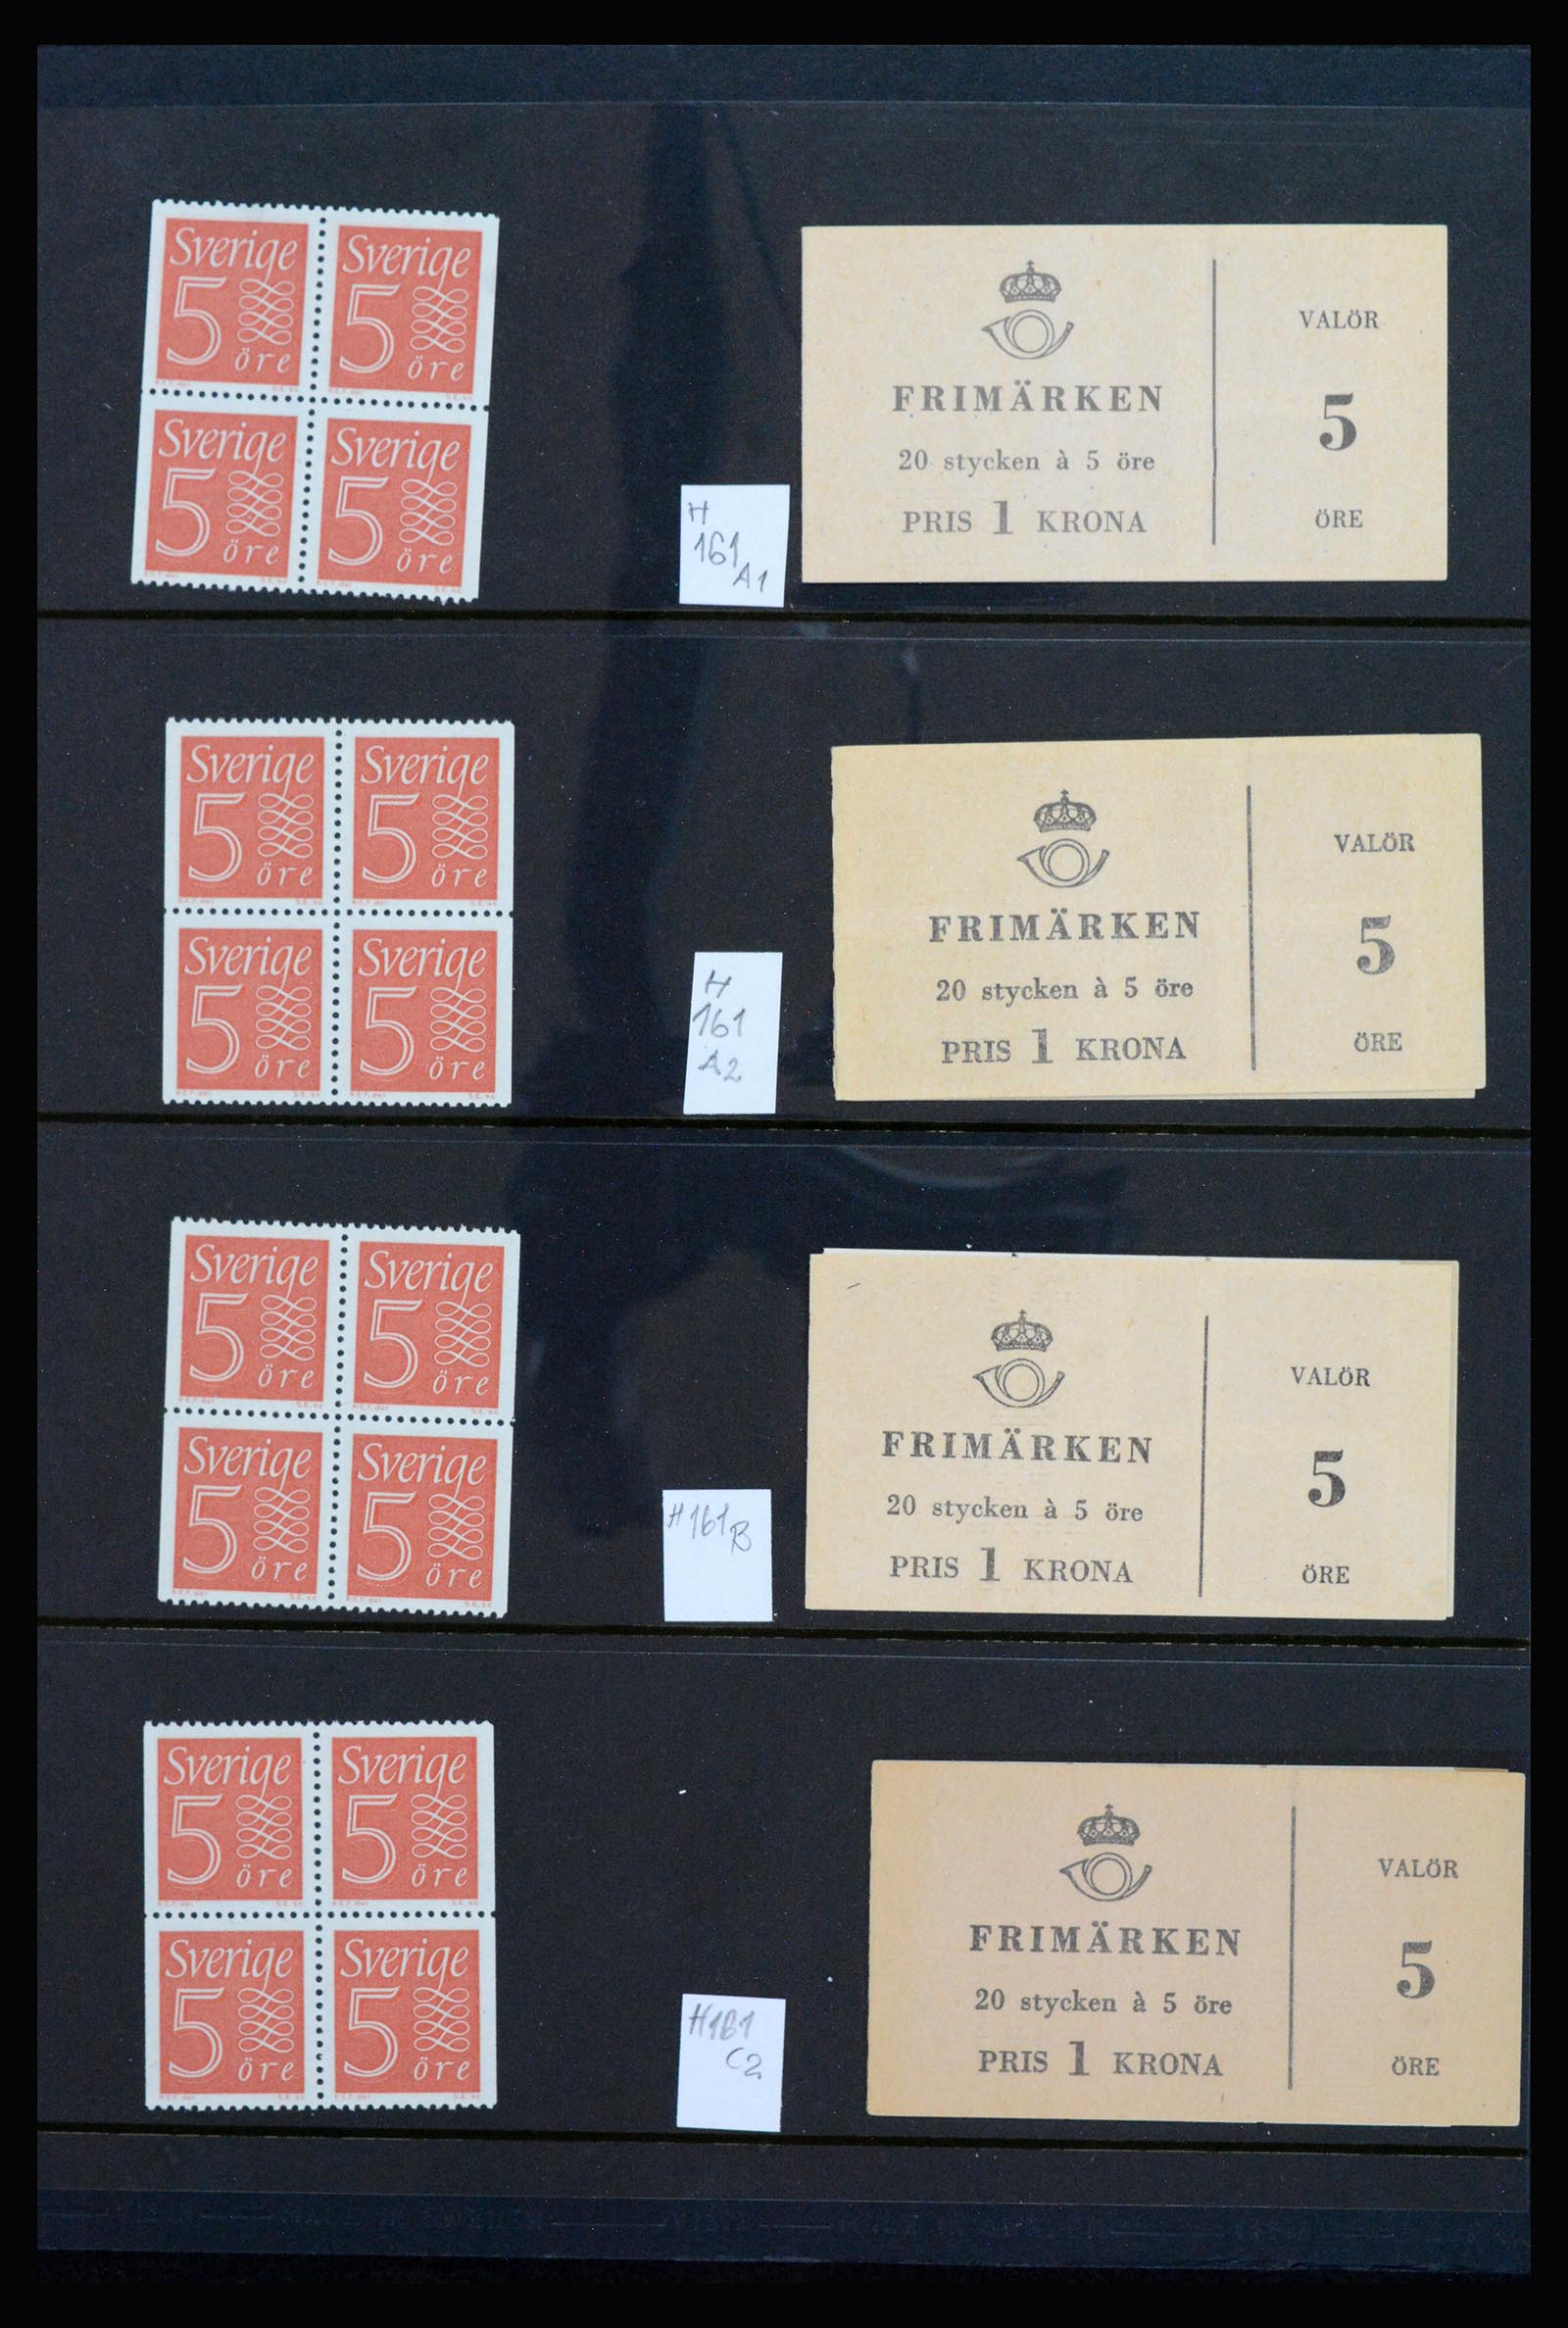 Sverige Sverige
5 5
öre öre
Sverige Sverige
5 5
öre öre
H
161
A1
FRIMÄRKEN
20 stycken à 5 öre
PRIS 1 KRONA
VALÖR
5
ÖRE
Sverige Sverige
5 5
öre öre
Sverige Sverige
5 5
öre öre
H
161
A2
FRIMÄRKEN
20 stycken à 5 öre
PRIS 1 KRONA
VALÖR
5
ÖRE
Sverige Sverige
5 5
öre öre
Sverige Sverige
5 5
öre öre
H161B
FRIMÄRKEN
20 stycken à 5 öre
PRIS 1 KRONA
VALÖR
5
ÖRE
Sverige Sverige
5 5
öre öre
Sverige Sverige
5 5
öre öre
H161
C2
FRIMÄRKEN
20 stycken à 5 öre
PRIS 1 KRONA
VALÖR
5
ÖRE